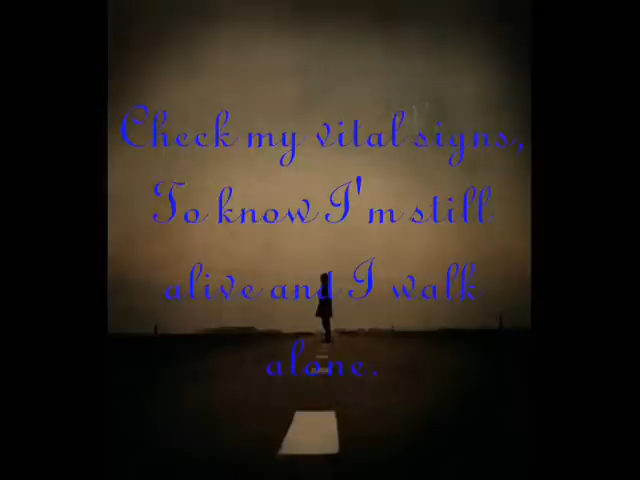 Check my vital signs,
To know I'm still
alive and I walk
alone.